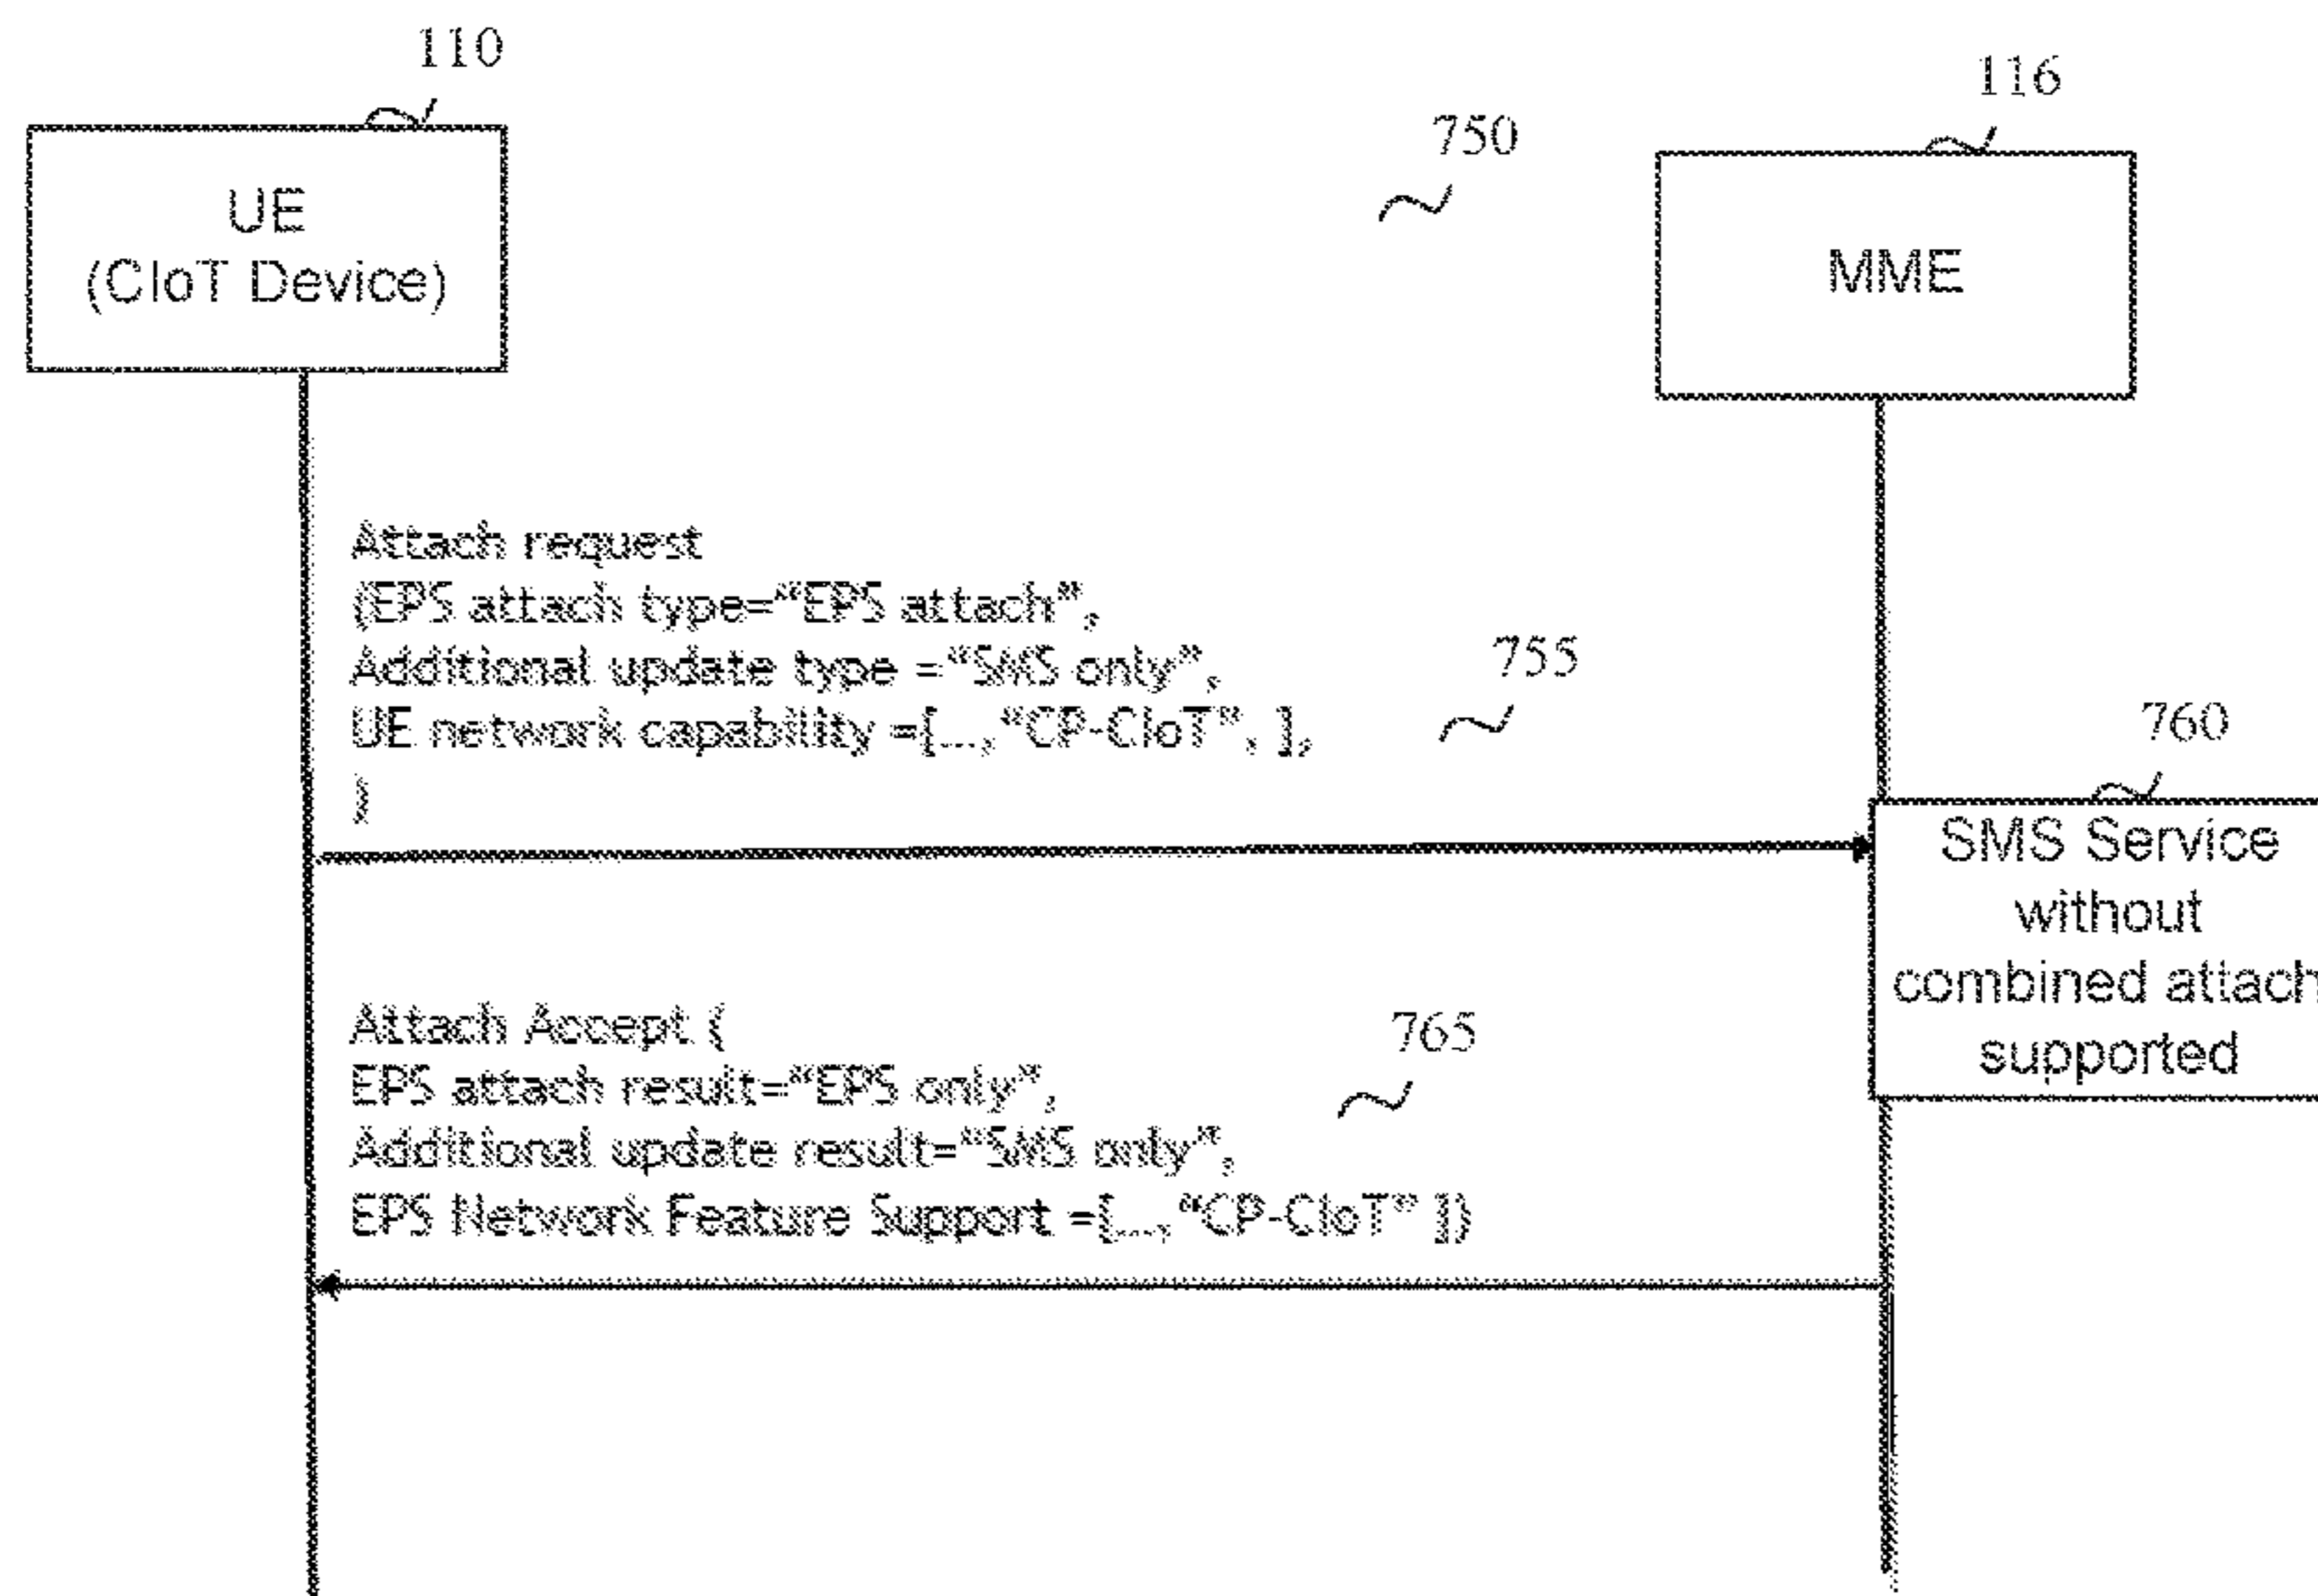 110
116
750
UE
(CIoT Device)
MME
Attach request
(EPS attach type="EPS attach",
Additional update type ="SMS only",
UE network capability =[...,"CP-CIoT", ],
)
755
760
SMS Service
without
combined attach
supported
Attach Accept (
EPS attach result="EPS only",
Additional update result="SMS only",
EPS Network Feature Support =[...,"CP-CIoT" ])
765